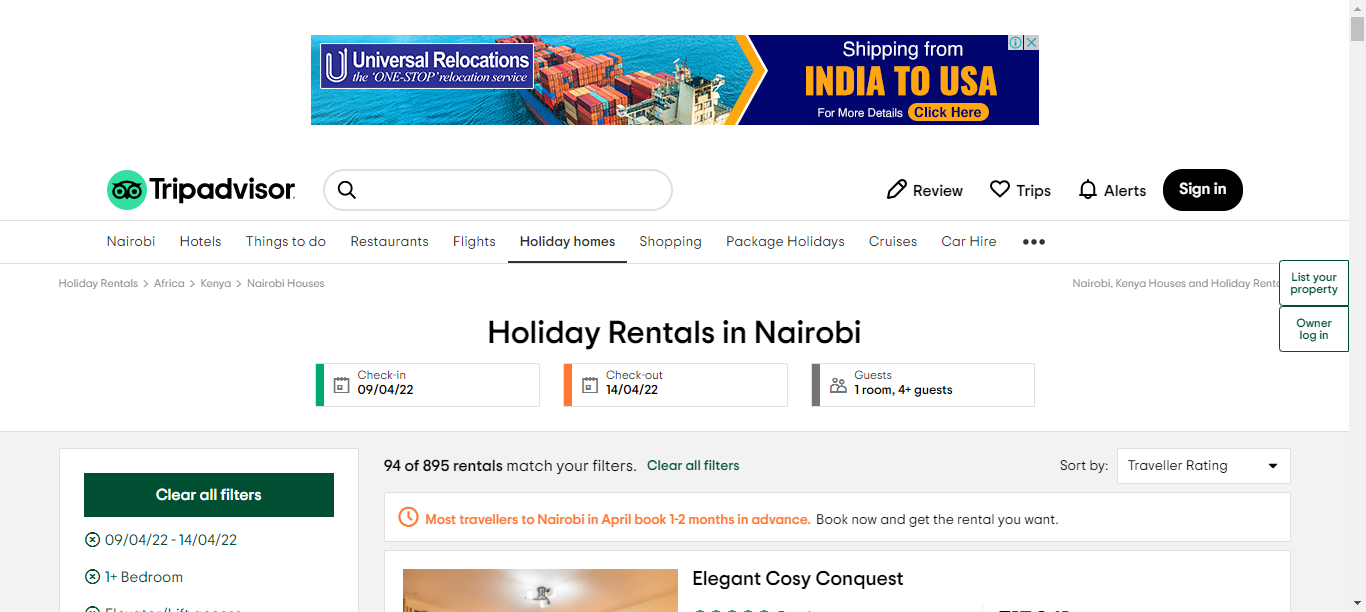 Universal Relocations
the 'ONE-STOP' relocation service
Shipping from
INDIA TO USA
For More Details Click Here
Tripadvisor
Review
Trips
Alerts
Sign in
Nairobi
Hotels
Things to do
Restaurants
Flights
Holiday homes
Shopping
Package Holidays
Cruises
Car Hire
Holiday Rentals > Africa > Kenya > Nairobi Houses
Nairobi, Kenya Houses and Holiday
List your
property
Owner
log in
Holiday Rentals in Nairobi
Check-in
09/04/22
Check-out
14/04/22
Guests
1 room, 4+ guests
Clear all filters
09/04/22 - 14/04/22
1+ Bedroom
94 of 895 rentals match your filters. Clear all filters
Sort by: Traveller Rating
Most travellers to Nairobi in April book 1-2 months in advance. Book now and get the rental you want.
Elegant Cosy Conquest